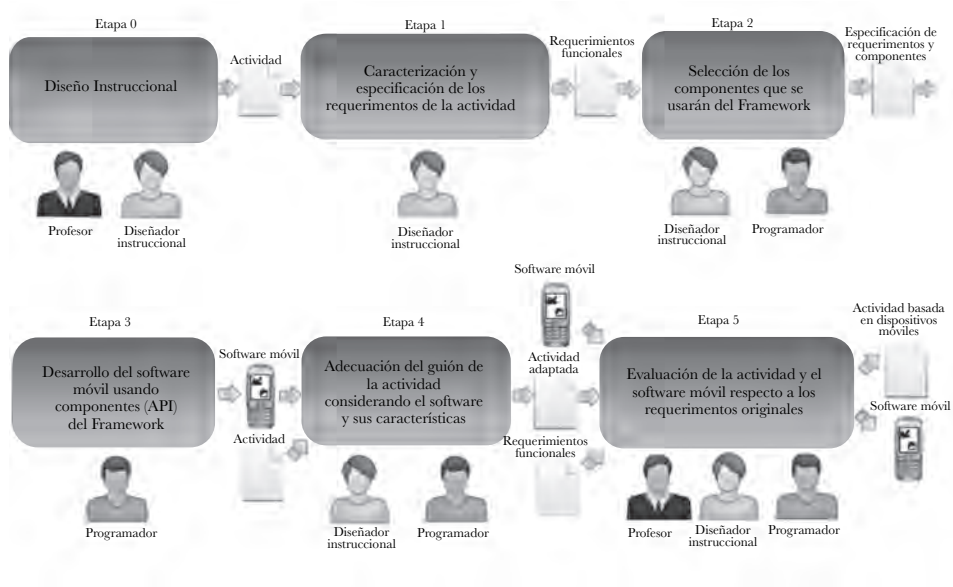 Etapa 0
Diseño Instruccional
Profesor
Diseñador
instruccional
Actividad
Etapa 1
Caracterización y
especificación de los
requerimentos de la actividad
Diseñador
instruccional
Requerimientos
funcionales
Etapa 2
Selección de los
componentes que se
usarán del Framework
Diseñador
instruccional
Programador
Especificación de
requerimentos y
componentes
Etapa 3
Desarrollo del software
móvil usando
componentes (API)
del Framework
Programador
Software móvil
Actividad
Etapa 4
Adecuación del guión de
la actividad
considerando el software
y sus características
Diseñador
instruccional
Programador
Software móvil
Actividad
adaptada
Requerimientos
funcionales
Etapa 5
Evaluación de la actividad y el
software móvil respecto a los
requerimentos originales
Profesor
Diseñador
instruccional
Programador
Actividad basada
en dispositivos
móviles
Software móvil